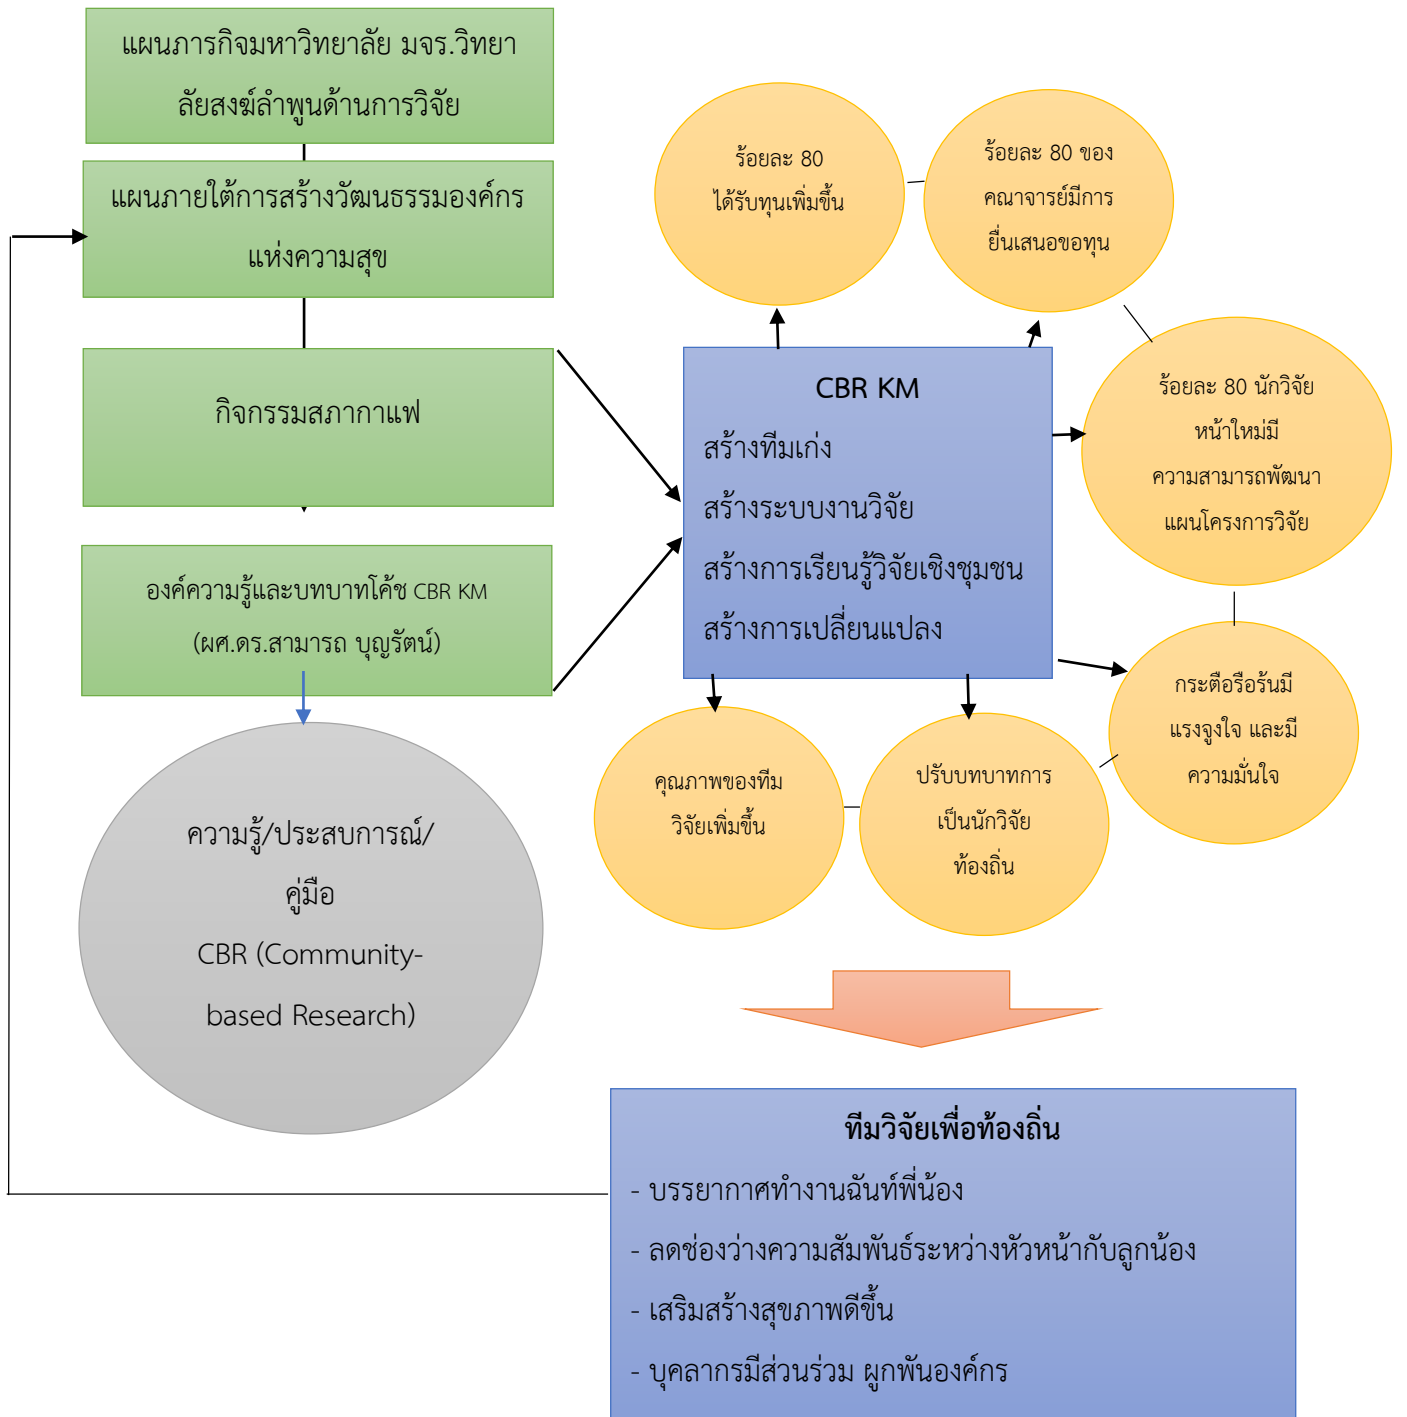 แผนภารกิจมหาวิทยาลัย มจร.วิทยา
ลัยสงฆ์ลำพูนด้านการวิจัย
แผนภายใต้การสร้างวัฒนธรรมองค์กร
แห่งความสุข
กิจกรรมสภากาแฟ
องค์ความรู้และบทบาทโค้ช CBR KM
(ผศ.ดร.สามารถ บุญรัตน์)
ความรู้/ประสบการณ์/
คู่มือ
CBR (Community-
based Research)
ร้อยละ 80
ได้รับทุนเพิ่มขึ้น
ร้อยละ 80 ของ
คณาจารย์มีการ
ยื่นเสนอขอทุน
CBR KM
สร้างทีมเก่ง
สร้างระบบงานวิจัย
สร้างการเรียนรู้วิจัยเชิงชุมชน
สร้างการเปลี่ยนแปลง
ร้อยละ 80 นักวิจัย
หน้าใหม่มี
ความสามารถพัฒนา
แผนโครงการวิจัย
กระตือรือร้นมี
แรงจูงใจ และมี
ความมั่นใจ
ปรับบทบาทการ
เป็นนักวิจัย
ท้องถิ่น
คุณภาพของทีม
วิจัยเพิ่มขึ้น
ทีมวิจัยเพื่อท้องถิ่น
- บรรยากาศทำงานฉันท์พี่น้อง
- ลดช่องว่างความสัมพันธ์ระหว่างหัวหน้ากับลูกน้อง
- เสริมสร้างสุขภาพดีขึ้น
- บุคลากรมีส่วนร่วม ผูกพันองค์กร